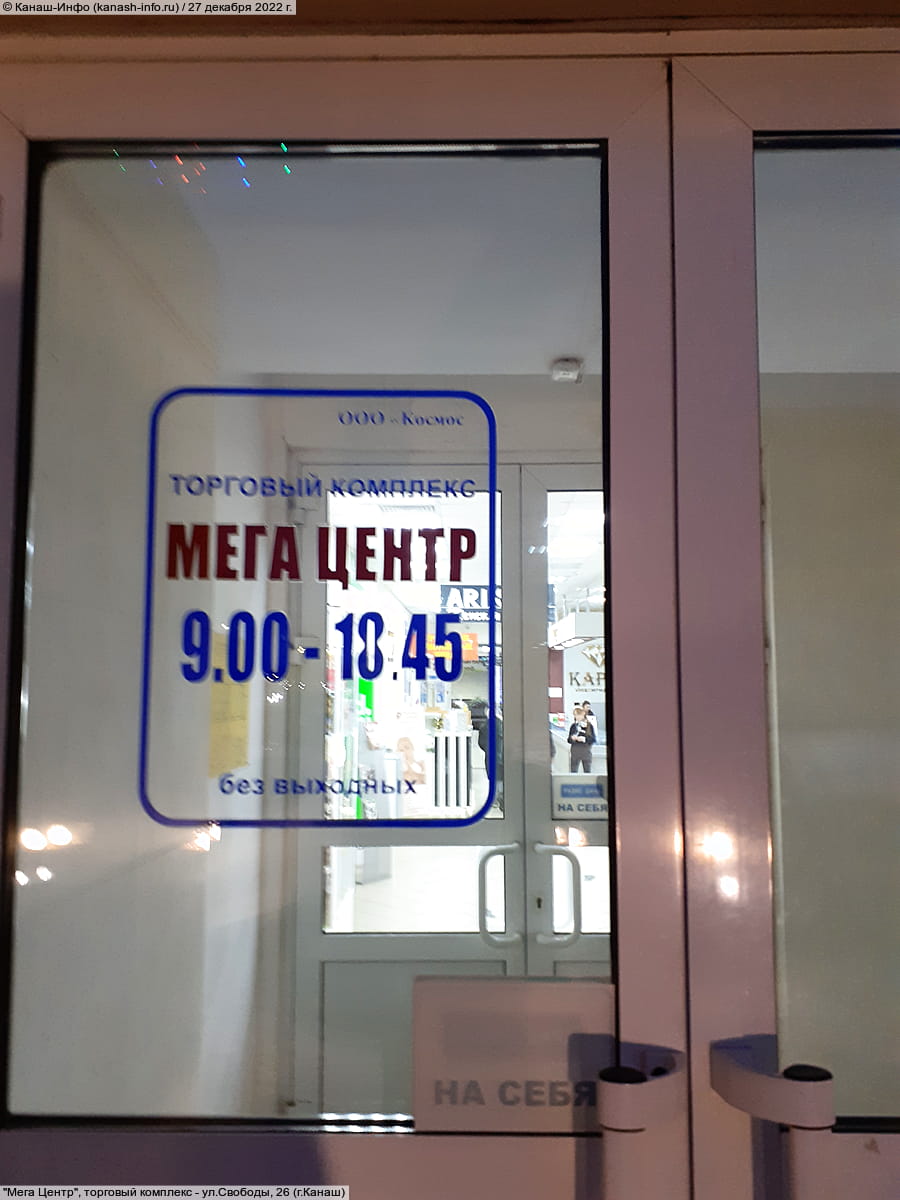 © Канаш-Инфо (kanash-info.ru) / 27 декабря 2022 г.
ООО - Космос
ТОРГОВЫЙ КОМПЛЕКС
МЕГА ЦЕНТР
9.00 - 18.45
без выходных
НА СЕБЯ
НА СЕБЯ
"Мега Центр", торговый комплекс - ул.Свободы, 26 (г.Канаш)